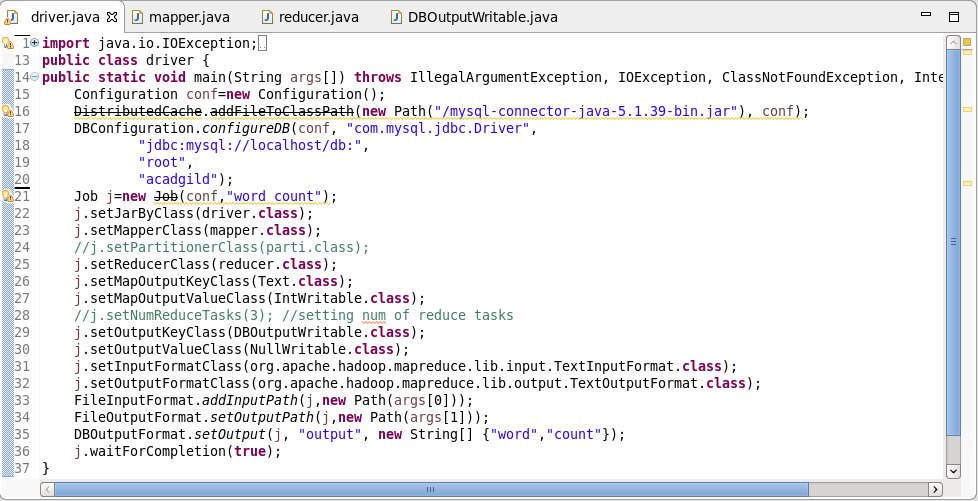 driver.java mapper.java reducer.java DBOutputWritable.java
1 import java.io.IOException;
13 public class driver {
14 public static void main(String args[]) throws IllegalArgumentException, IOException, ClassNotFoundException, Inte
15 Configuration conf=new Configuration();
16 DistributedCache.addFileToClassPath(new Path("/mysql-connector-java-5.1.39-bin.jar"), conf);
17 DBConfiguration.configureDB(conf, "com.mysql.jdbc.Driver",
18 "jdbc:mysql://localhost/db:",
19 "root",
20 "acadgild");
21 Job j=new Job(conf,"word count");
22 j.setJarByClass(driver.class);
23 j.setMapperClass(mapper.class);
24 //j.setPartitionerClass(parti.class);
25 j.setReducerClass(reducer.class);
26 j.setMapOutputKeyClass(Text.class);
27 j.setMapOutputValueClass(IntWritable.class);
28 //j.setNumReduceTasks(3); //setting num of reduce tasks
29 j.setOutputKeyClass(DBOutputWritable.class);
30 j.setOutputValueClass(NullWritable.class);
31 j.setInputFormatClass(org.apache.hadoop.mapreduce.lib.input.TextInputFormat.class);
32 j.setOutputFormatClass(org.apache.hadoop.mapreduce.lib.output.TextOutputFormat.class);
33 FileInputFormat.addInputPath(j,new Path(args[0]));
34 FileOutputFormat.setOutputPath(j,new Path(args[1]));
35 DBOutputFormat.setOutput(j, "output", new String[] {"word","count"});
36 j.waitForCompletion(true);
37 }